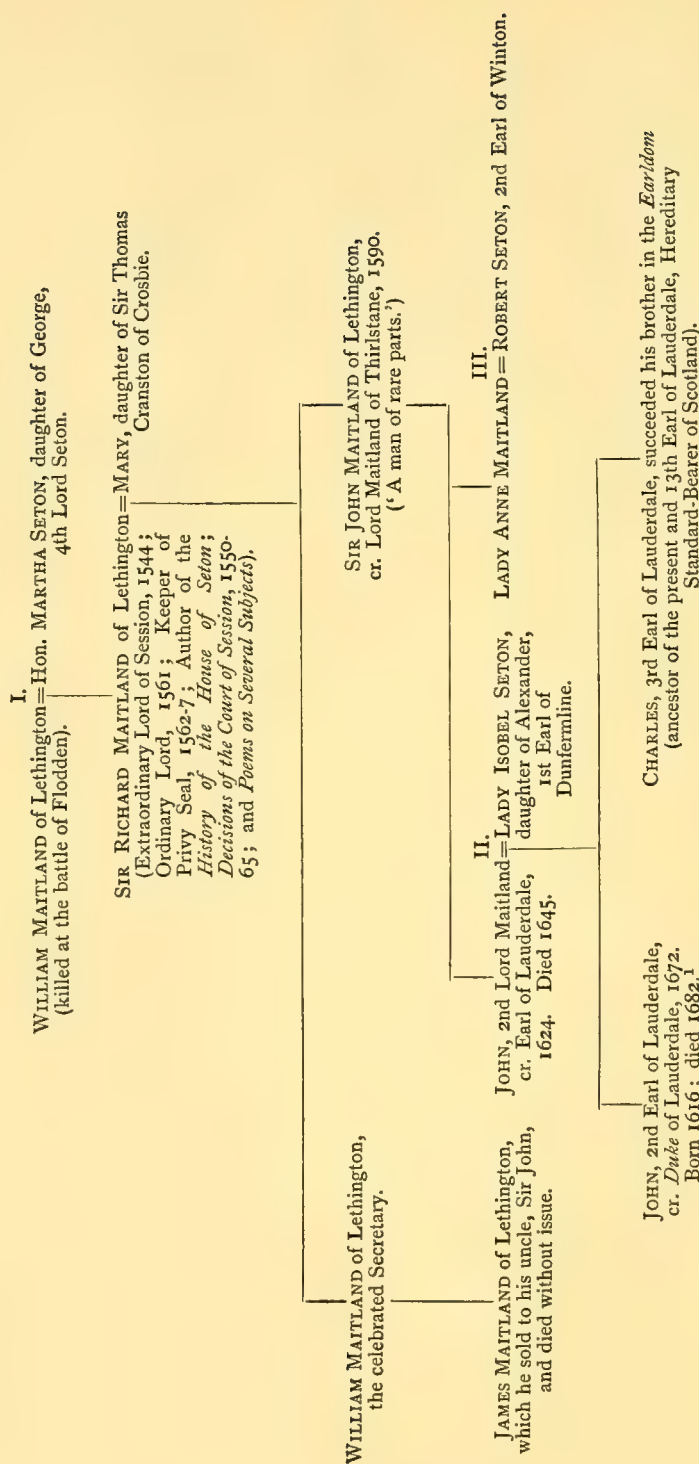 I.
WILLIAM MAITLAND of Lethington=Hon. MARTHA SETON, daughter of George,
(killed at the battle of Flodden).
4th Lord Seton.
SIR RICHARD MAITLAND of Lethington=MARY, daughter of Sir Thomas
(Extraordinary Lord of Session, 1544;
Cranston of Crosbie.
Ordinary Lord, 1561; Keeper of
Privy Seal, 1562-7; Author of the
History of the House of Seton;
Decisions of the Court of Session, 1550-
65; and Poems on Several Subjects).
WILLIAM MAITLAND of Lethington,
the celebrated Secretary.
SIR JOHN MAITLAND of Lethington,
cr. Lord Maitland of Thirlstane, 1590.
('A man of rare parts.')
JAMES MAITLAND of Lethington,
which he sold to his uncle, Sir John,
and died without issue.
II.
JOHN, 2nd Lord Maitland=LADY ISOBEL SETON,
cr. Earl of Lauderdale,
daughter of Alexander,
1624. Died 1645.
1st Earl of
Dunfermline.
III.
LADY ANNE MAITLAND=ROBERT SETON, 2nd Earl of Winton.
JOHN, 2nd Earl of Lauderdale,
cr. Duke of Lauderdale, 1672.
Born 1616; died 1682.¹
CHARLES, 3rd Earl of Lauderdale, succeeded his brother in the Earldom
(ancestor of the present and 13th Earl of Lauderdale, Hereditary
Standard-Bearer of Scotland).